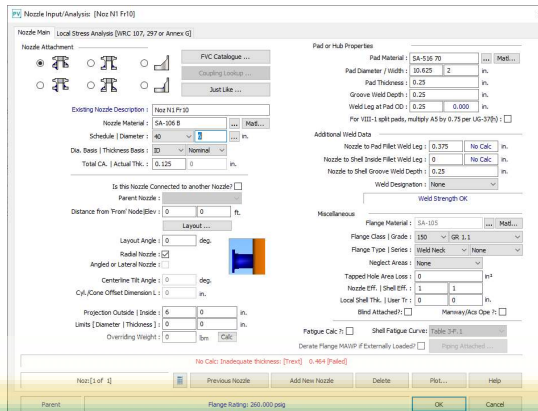 PV Nozzle Input/Analysis: [Noz N1 Fr10]
Nozzle Main Local Stress Analysis [WRC 107, 297 or Annex G]
Nozzle Attachment
FVC Catalogue ...
Coupling Lookup ...
Just Like ...
Existing Nozzle Description : Noz N1 Fr10
Nozzle Material : SA-106 B ... Matl...
Schedule | Diameter : 40 6 ... in.
Dia. Basis | Thickness Basis : ID Nominal in.
Total CA. | Actual Thk. : 0.125 0 in.
Is this Nozzle Connected to another Nozzle?
Parent Nozzle :
Distance from 'From' Node|Elev : 0 0 ft.
Layout ...
Layout Angle : 0 deg.
Radial Nozzle :
Angled or Lateral Nozzle :
Centerline Tilt Angle : 0 deg.
Cyl./Cone Offset Dimension L : 0 in.
Projection Outside | Inside : 6 0 in.
Limits [ Diameter | Thickness ] : 0 0 in.
Overriding Weight : 0 lbm Calc
Pad or Hub Properties
Pad Material : SA-516 70 ... Matl...
Pad Diameter / Width : 10.625 2 in.
Pad Thickness : 0.25 in.
Groove Weld Depth : 0.25 in.
Weld Leg at Pad OD : 0.25 0.000 in.
For VIII-1 split pads, multiply A5 by 0.75 per UG-37(h) :
Additional Weld Data
Nozzle to Pad Fillet Weld Leg : 0.375 No Calc in.
Nozzle to Shell Inside Fillet Weld Leg : 0 No Calc in.
Nozzle to Shell Groove Weld Depth : 0.25 in.
Weld Designation : None
Weld Strength OK
Miscellaneous
Flange Material : SA-105 ... Matl...
Flange Class | Grade : 150 GR 1.1
Flange Type | Series : Weld Neck None
Neglect Areas : None
Tapped Hole Area Loss : 0 in²
Nozzle Eff. | Shell Eff. : 1 1
Local Shell Thk. | User Tr : 0 0 in.
Blind Attached?: Manway/Acs Ope ?:
Fatigue Calc ?: Shell Fatigue Curve: Table 3-F.1
Derate Flange MAWP if Externally Loaded? Piping Attached ...
No Calc: Inadequate thickness: [Trext] 0.464 [Failed]
Noz:[1 of 1] Previous Nozzle Add New Nozzle Delete Plot... Help
Parent Flange Rating: 260.000 psig OK Cancel